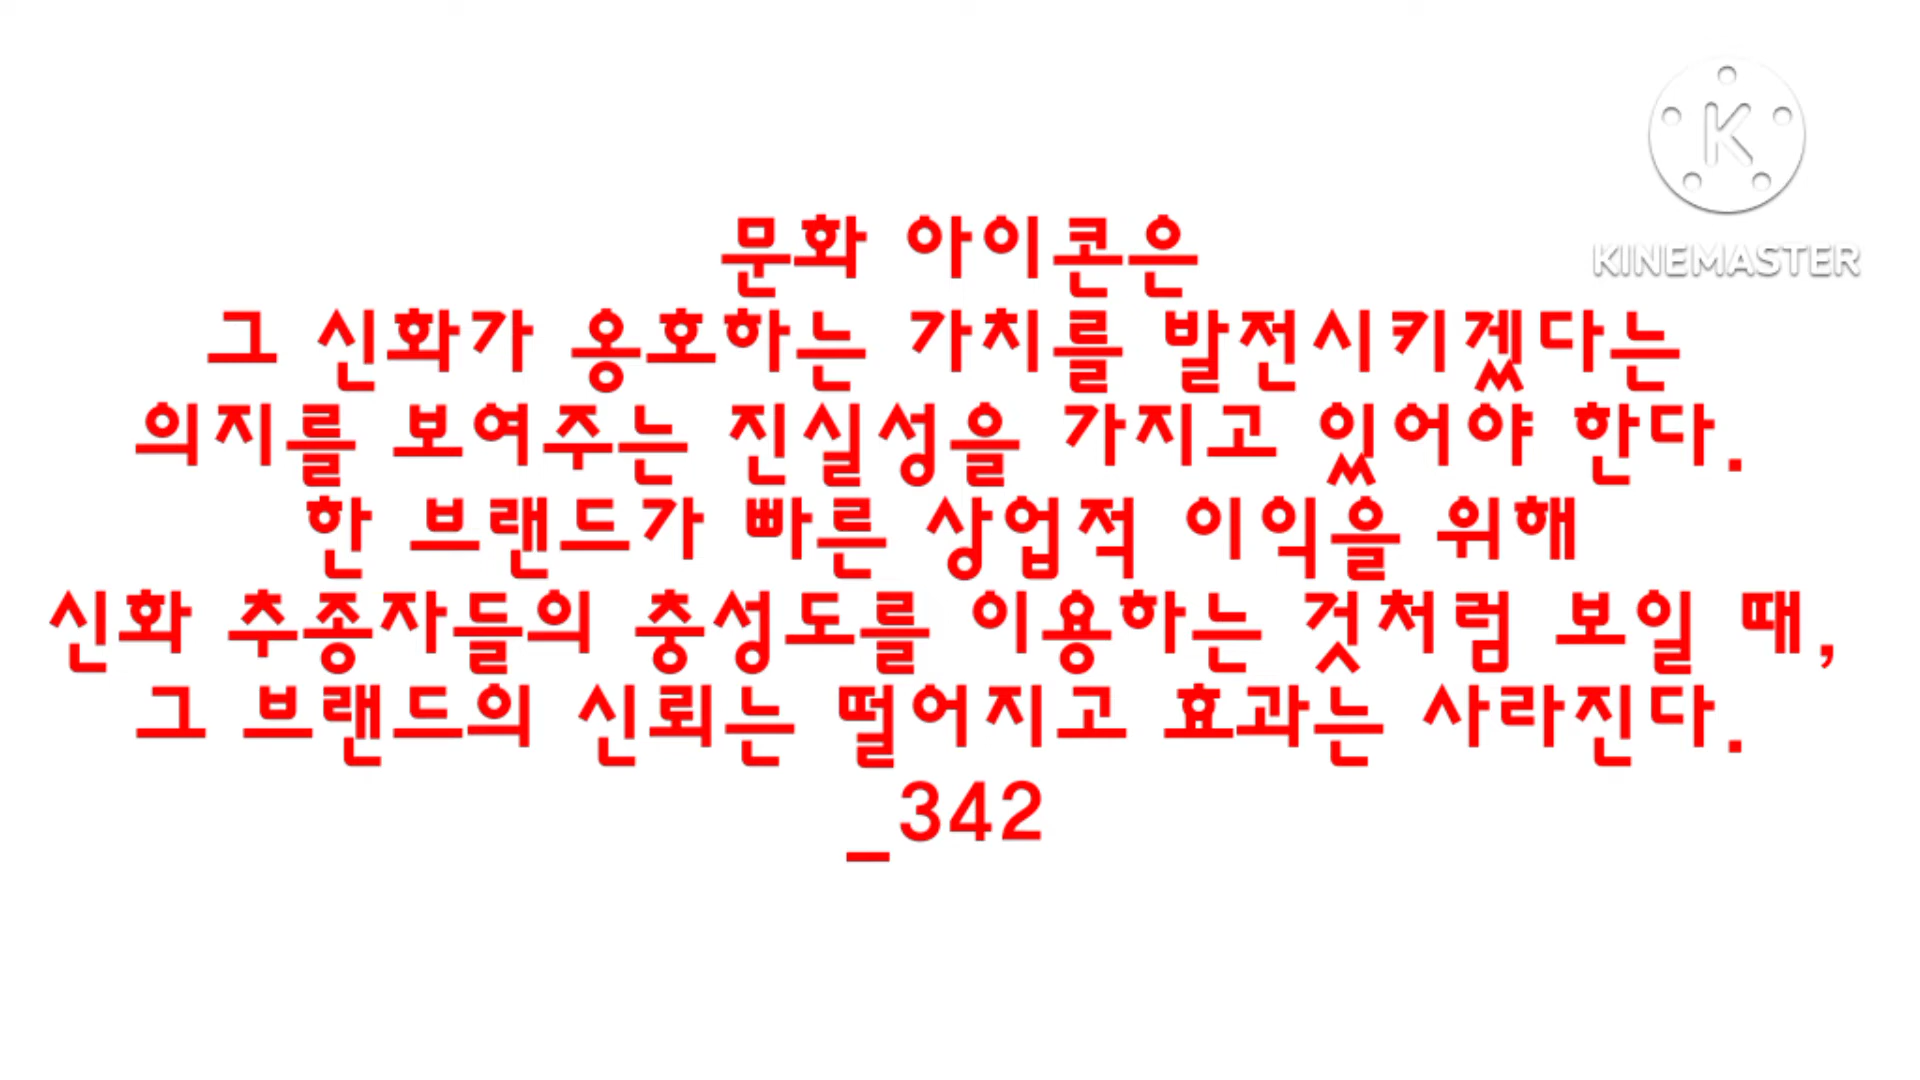 KINEMASTER
문화 아이콘은
그 신화가 옹호하는 가치를 발전시키겠다는
의지를 보여주는 진실성을 가지고 있어야 한다.
한 브랜드가 빠른 상업적 이익을 위해
신화 추종자들의 충성도를 이용하는 것처럼 보일 때,
그 브랜드의 신뢰는 떨어지고 효과는 사라진다.
_342